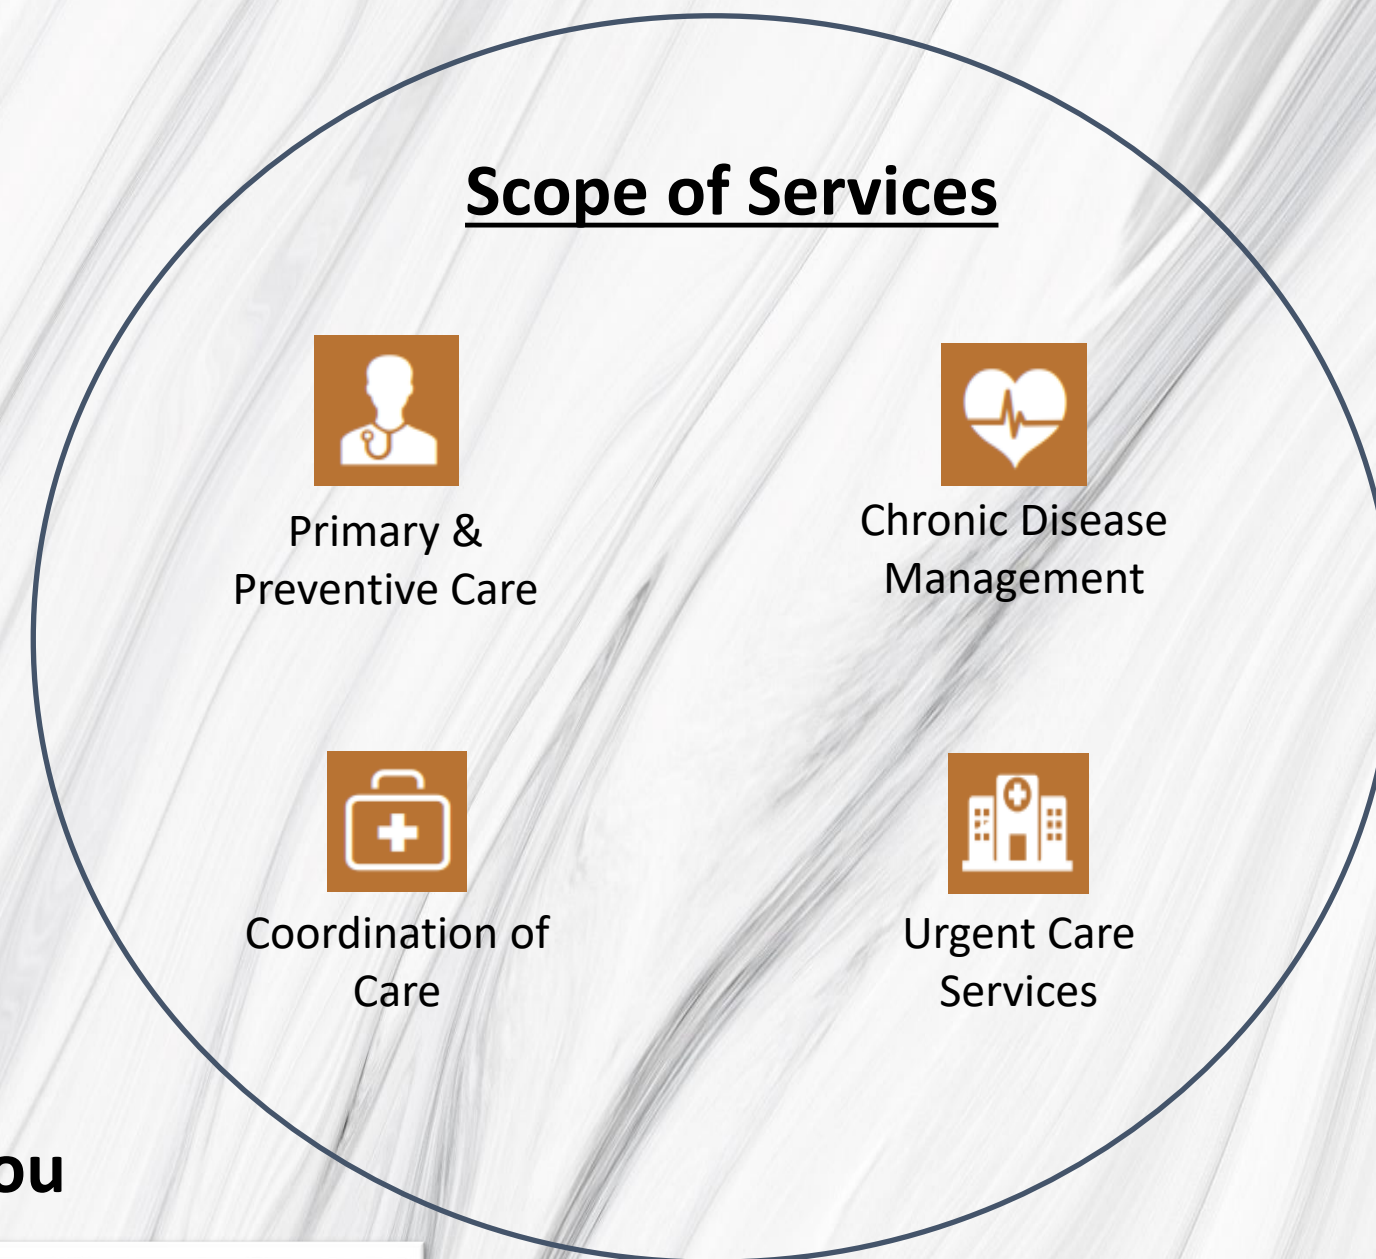 Scope of Services
Primary &
Preventive Care
Chronic Disease
Management
Coordination of
Care
Urgent Care
Services
ou